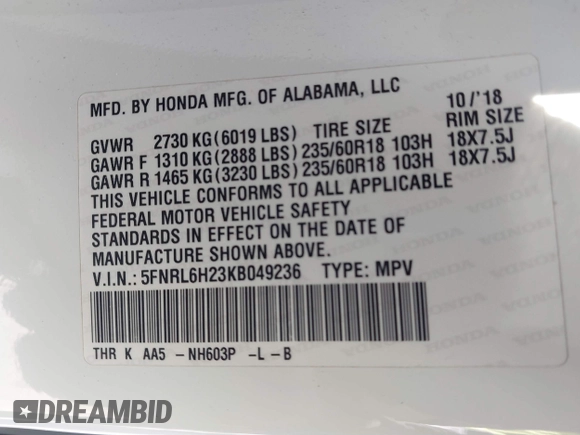 MFD. BY HONDA MFG. OF ALABAMA, LLC 10/'18
GVWR 2730 KG(6019 LBS) TIRE SIZE RIM SIZE
GAWR F 1310 KG(2888 LBS)235/60R18 103H 18X7.5J
GAWR R 1465 KG(3230 LBS)235/60R18 103H 18X7.5J
THIS VEHICLE CONFORMS TO ALL APPLICABLE
FEDERAL MOTOR VEHICLE SAFETY
STANDARDS IN EFFECT ON THE DATE OF
MANUFACTURE SHOWN ABOVE.
V.I.N.: 5FNRL6H23KB049236 TYPE: MPV
THR K AA5 -NH603P -L-B
DREAMBID